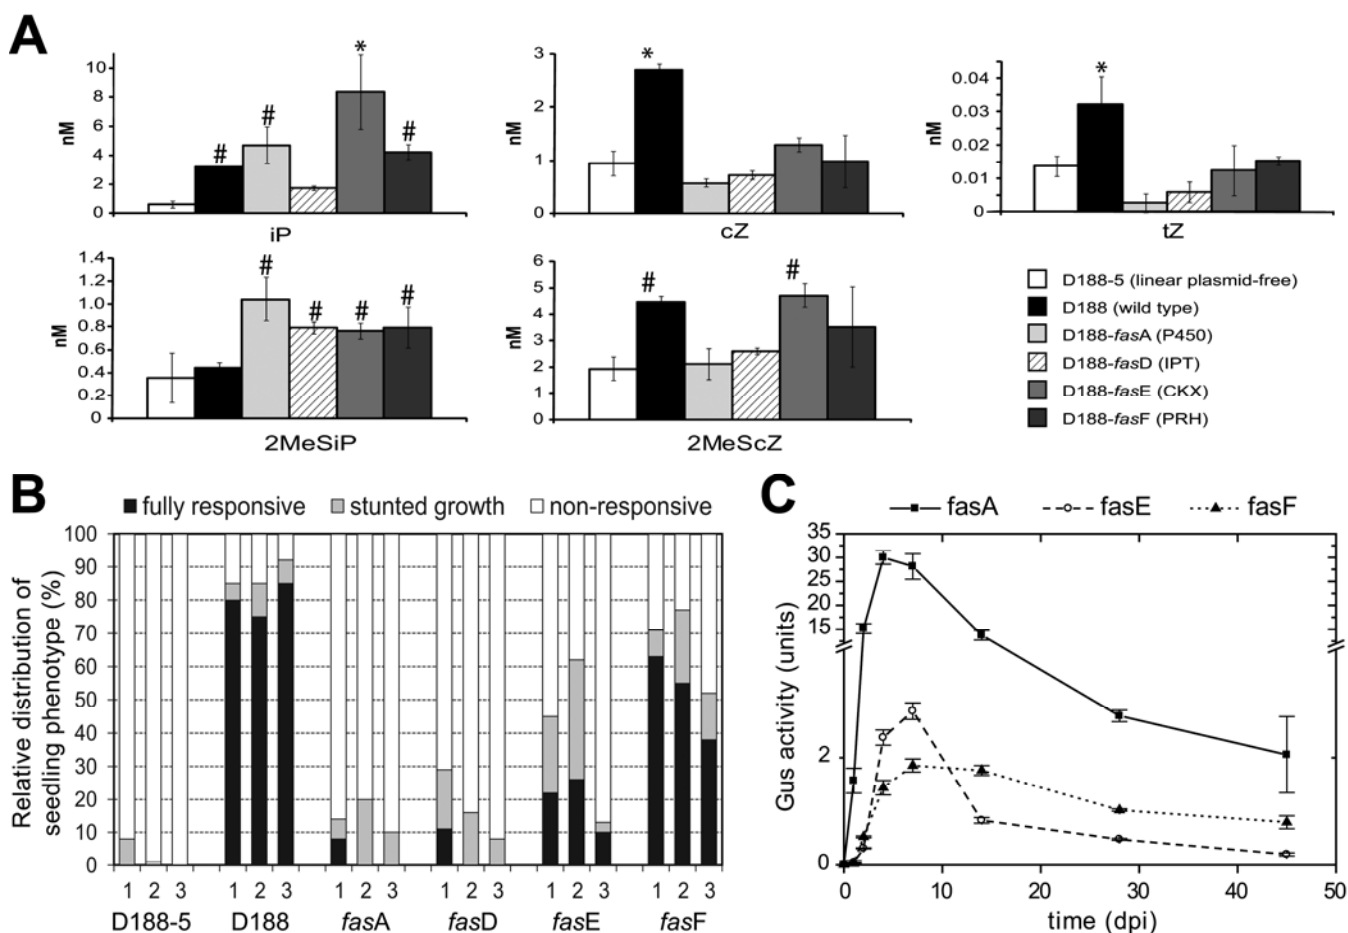 A
nM
10
8
6
4
2
0
#
#
*
#
iP
nM
3
2
1
0
*
cZ
nM
0.04
0.03
0.02
0.01
0
*
tZ
nM
1.4
1.2
1.0
0.8
0.6
0.4
0.2
0
#
#
#
#
2MeSiP
nM
6
5
4
3
2
1
0
#
#
2MeScZ
D188-5 (linear plasmid-free)
D188 (wild type)
D188-fasA (P450)
D188-fasD (IPT)
D188-fasE (CKX)
D188-fasF (PRH)
B
fully responsive stunted growth non-responsive
Relative distribution of
seedling phenotype (%)
100
90
80
70
60
50
40
30
20
10
0
1 2 3 1 2 3 1 2 3 1 2 3 1 2 3 1 2 3
D188-5 D188 fasA fasD fasE fasF
C
fasA fasE fasF
Gus activity (units)
35
30
25
20
15
2
0
0 10 20 30 40 50
time (dpi)